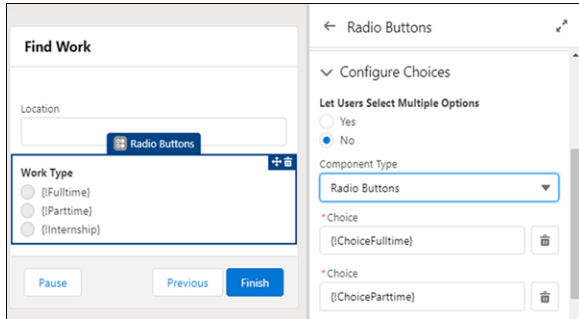 Find Work
Location
Radio Buttons
Work Type
{!Fulltime}
{!Parttime}
{!Internship}
Pause
Previous
Finish
Radio Buttons
Configure Choices
Let Users Select Multiple Options
Yes
No
Component Type
Radio Buttons
*Choice
{!ChoiceFulltime}
*Choice
{!ChoiceParttime}